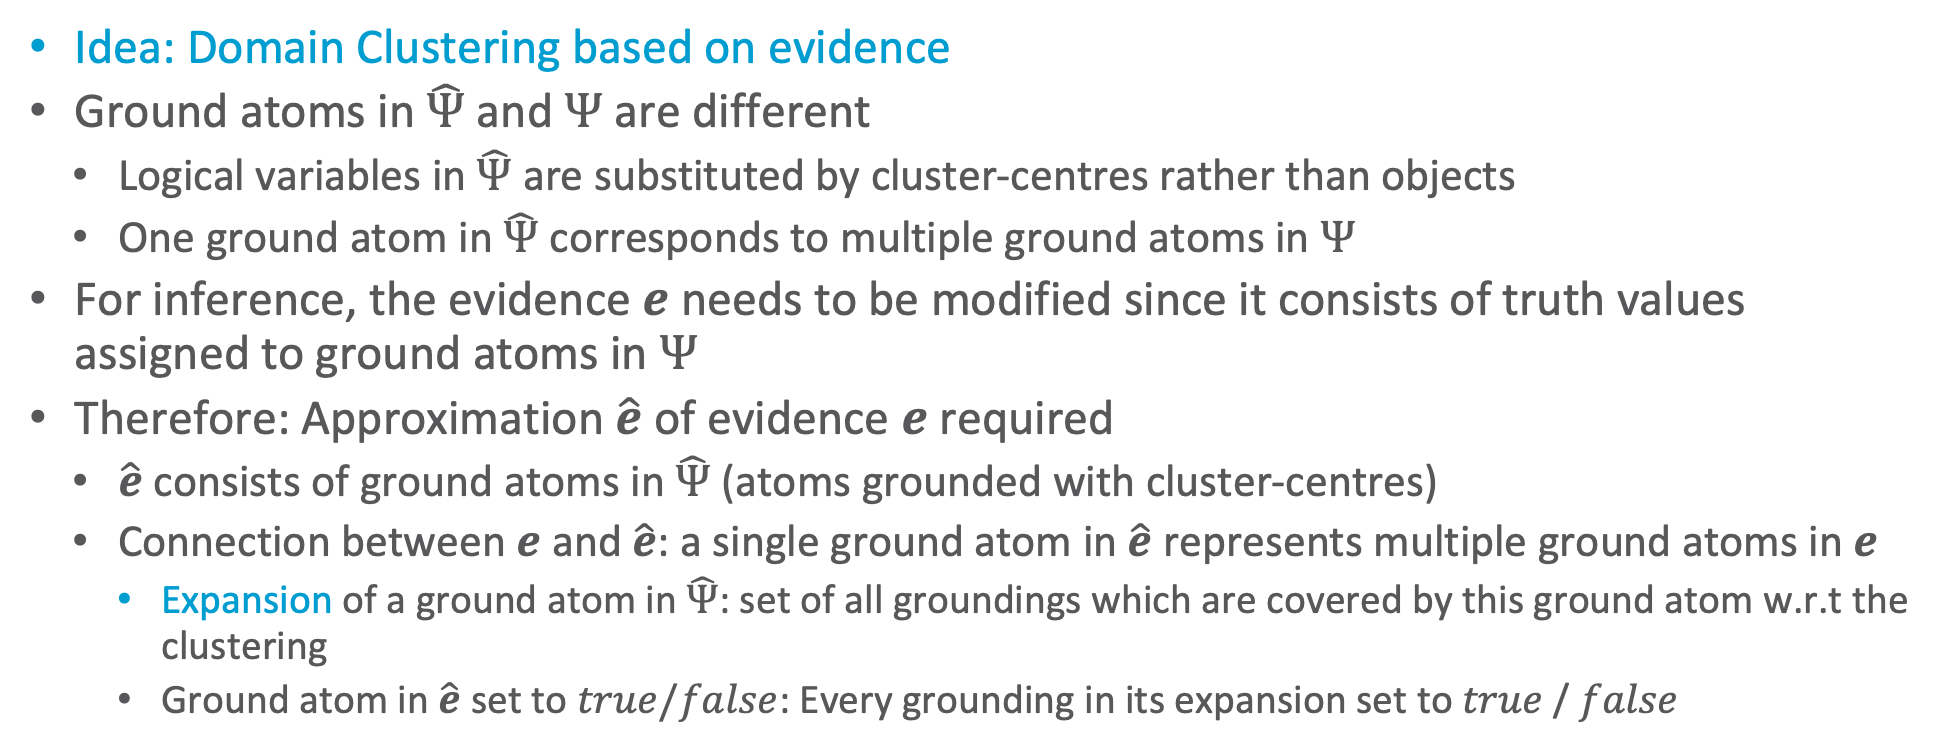 • Idea: Domain Clustering based on evidence
• Ground atoms in Ψ̂ and Ψ are different
• Logical variables in Ψ̂ are substituted by cluster-centres rather than objects
• One ground atom in Ψ̂ corresponds to multiple ground atoms in Ψ
• For inference, the evidence e needs to be modified since it consists of truth values
assigned to ground atoms in Ψ
• Therefore: Approximation ê of evidence e required
• ê consists of ground atoms in Ψ̂ (atoms grounded with cluster-centres)
• Connection between e and ê: a single ground atom in ê represents multiple ground atoms in e
• Expansion of a ground atom in Ψ̂: set of all groundings which are covered by this ground atom w.r.t the
clustering
• Ground atom in ê set to true/false: Every grounding in its expansion set to true / false